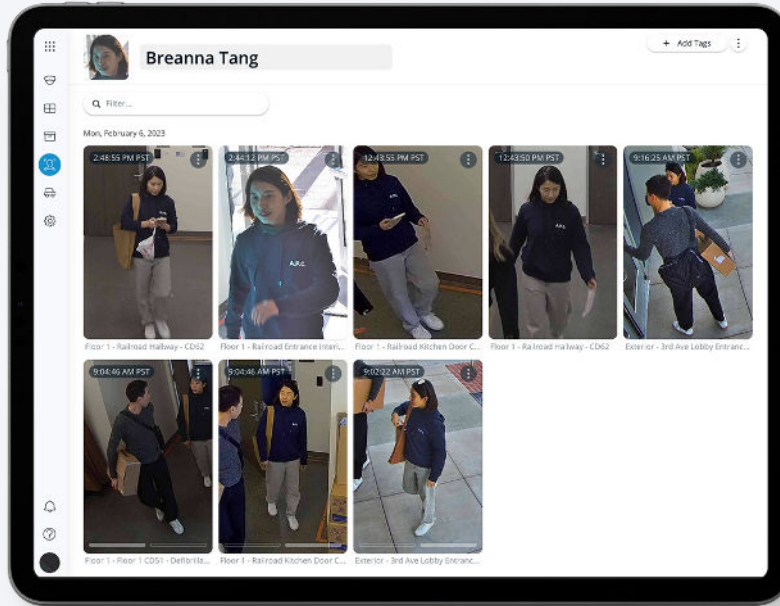 Breanna Tang
+ Add Tags
Filter...
Mon, February 6, 2023
2:48:55 PM PST
2:44:12 PM PST
12:43:55 PM PST
12:43:50 PM PST
9:16:25 AM PST
A.P.C.
A.P.C.
Floor 1 - Railroad Hallway - CD62
Floor 1 - Railroad Entrance Interi...
Floor 1 - Railroad Kitchen Door C...
Floor 1 - Railroad Hallway - CD62
Exterior - 3rd Ave Lobby Entranc...
9:04:46 AM PST
9:04:46 AM PST
9:02:22 AM PST
Floor 1 - Floor 1 CD51 - Defibrilla...
Floor 1 - Railroad Kitchen Door C...
Exterior - 3rd Ave Lobby Entranc...